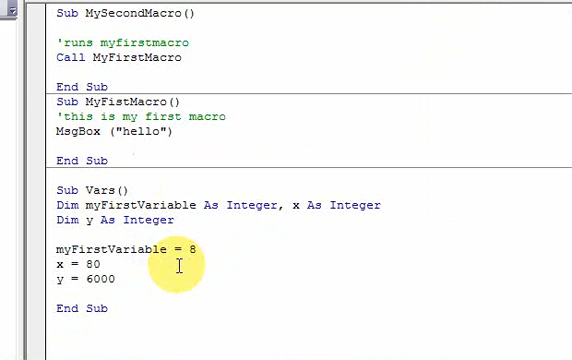 Sub MySecondMacro()
'runs myfirstmacro
Call MyFirstMacro
End Sub
Sub MyFistMacro()
'this is my first macro
MsgBox ("hello")
End Sub
Sub Vars()
Dim myFirstVariable As Integer, x As Integer
Dim y As Integer
myFirstVariable = 8
x = 80
y = 6000
End Sub